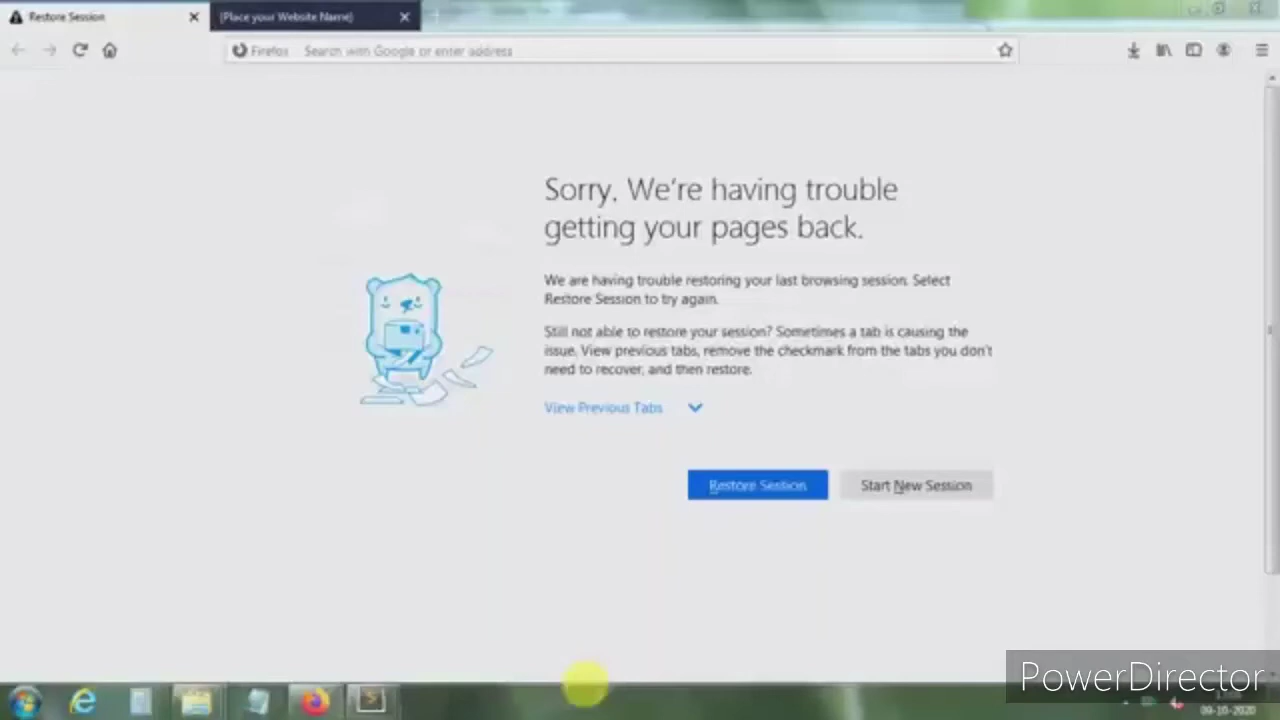 Restore Session
[Place your Website Name]
Firefox Search with Google or enter address
Sorry, We're having trouble
getting your pages back.
We are having trouble restoring your last browsing session. Select
Restore Session to try again.
Still not able to restore your session? Sometimes a tab is causing the
issue. View previous tabs, remove the checkmark from the tabs you don't
need to recover, and then restore.
View Previous Tabs
Restore Session Start New Session
PowerDirector
09-10-2020